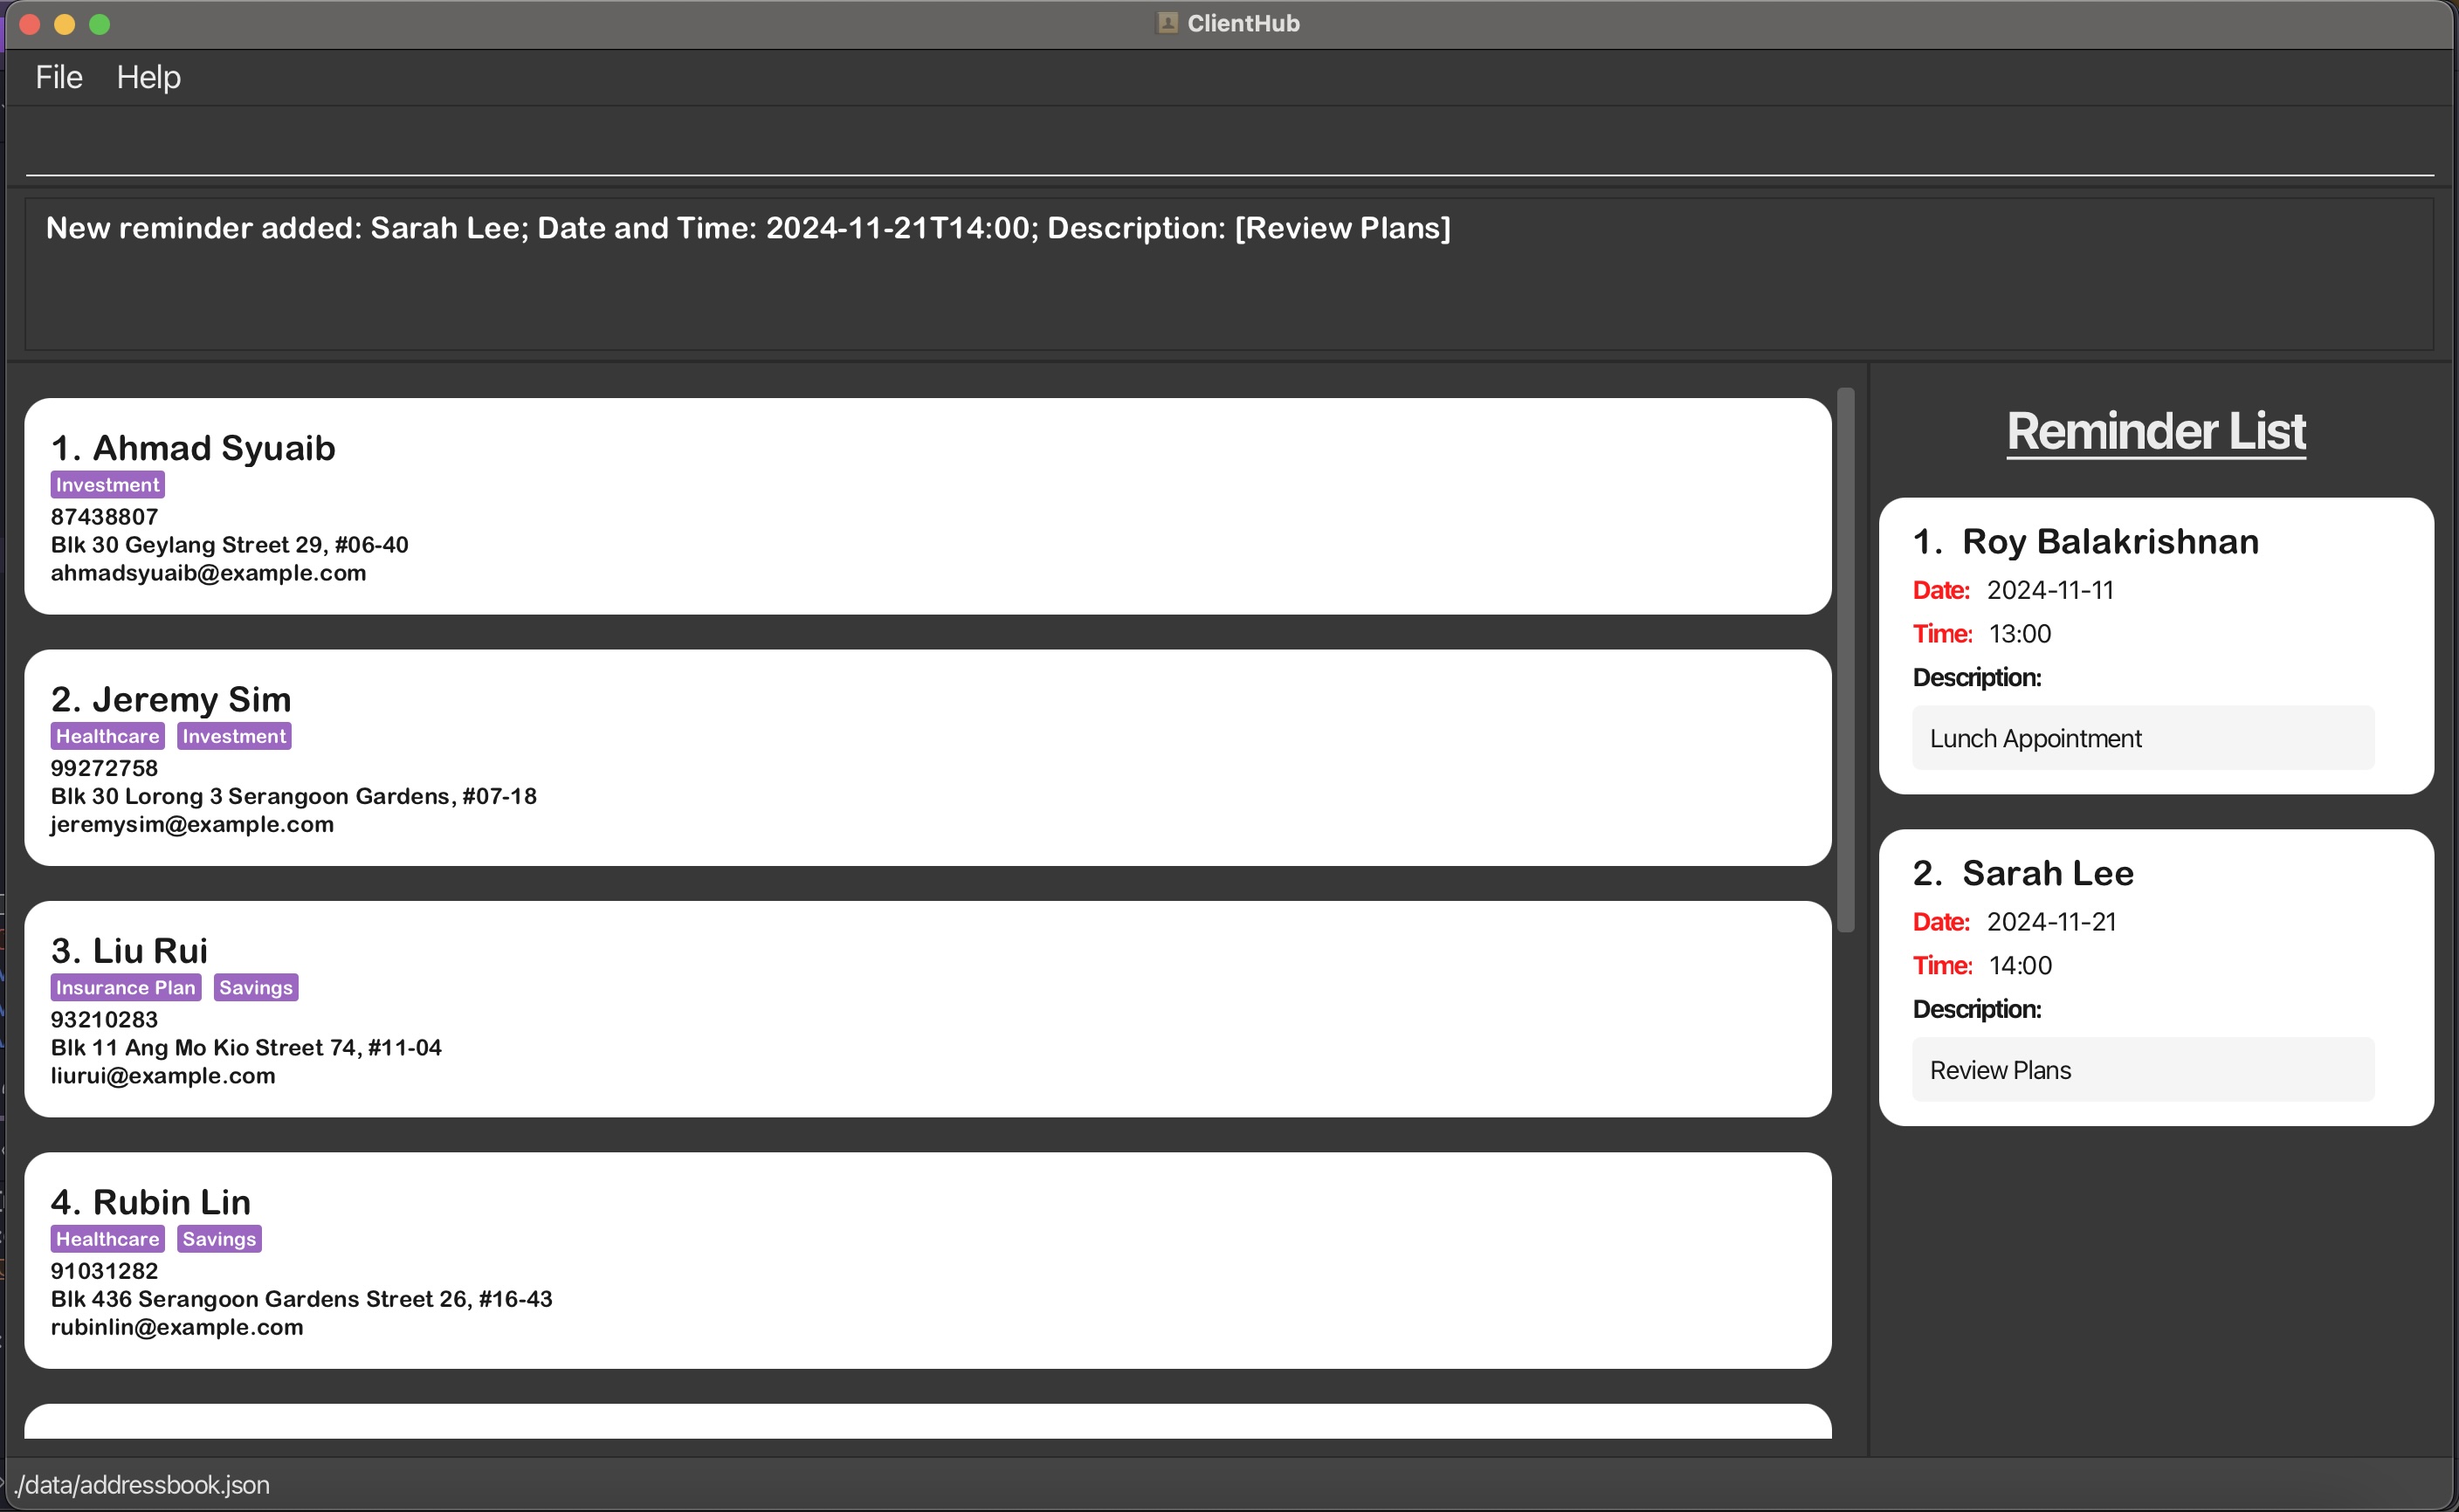 ClientHub
File Help
New reminder added: Sarah Lee; Date and Time: 2024-11-21T14:00; Description: [Review Plans]
1. Ahmad Syuaib
Investment
87438807
Blk 30 Geylang Street 29, #06-40
ahmadsyuaib@example.com
2. Jeremy Sim
Healthcare Investment
99272758
Blk 30 Lorong 3 Serangoon Gardens, #07-18
jeremysim@example.com
3. Liu Rui
Insurance Plan Savings
93210283
Blk 11 Ang Mo Kio Street 74, #11-04
liurui@example.com
4. Rubin Lin
Healthcare Savings
91031282
Blk 436 Serangoon Gardens Street 26, #16-43
rubinlin@example.com
Reminder List
1. Roy Balakrishnan
Date: 2024-11-11
Time: 13:00
Description:
Lunch Appointment
2. Sarah Lee
Date: 2024-11-21
Time: 14:00
Description:
Review Plans
./data/addressbook.json